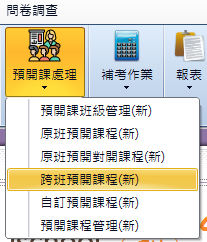 問卷調查
預開課處理
補考作業
報表
預開課班級管理(新)
原班預開課程(新)
原班預開對開課程(新)
跨班預開課程(新)
自訂預開課程(新)
預開課程管理(新)